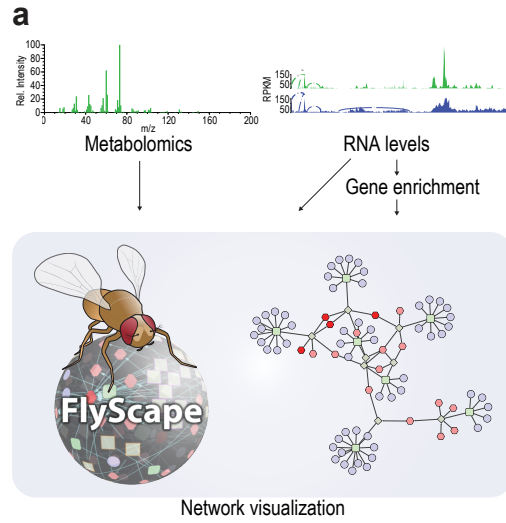 a
Rel. Intensity
100
80
60
40
20
0
0 40 80 120 160 200
m/z
Metabolomics
RPKM
150
50
150
50
RNA levels
Gene enrichment
FlyScape
Network visualization